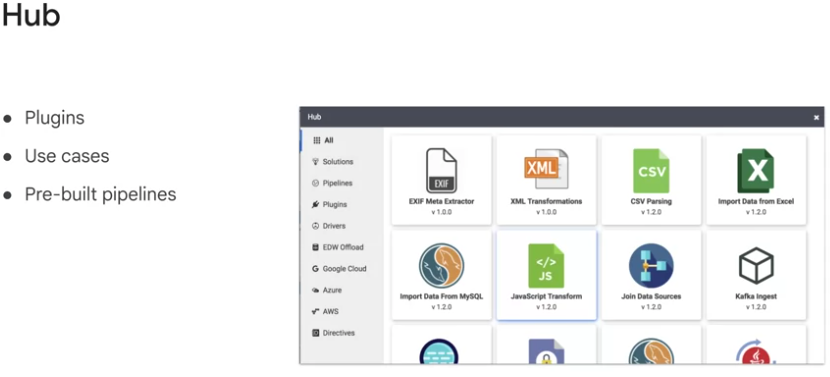 Hub
Plugins
Use cases
Pre-built pipelines
Hub
All
Solutions
Pipelines
Plugins
Drivers
EDW Offload
Google Cloud
Azure
AWS
Directives
EXIF
EXIF Meta Extractor
v 1.0.0
XML
XML Transformations
v 1.0.0
CSV
CSV Parsing
v 1.2.0
X
Import Data from Excel
v 1.2.0
Import Data From MySQL
v 1.2.0
</>
JS
JavaScript Transform
v 1.2.0
Join Data Sources
v 1.2.0
Kafka Ingest
v 1.2.0